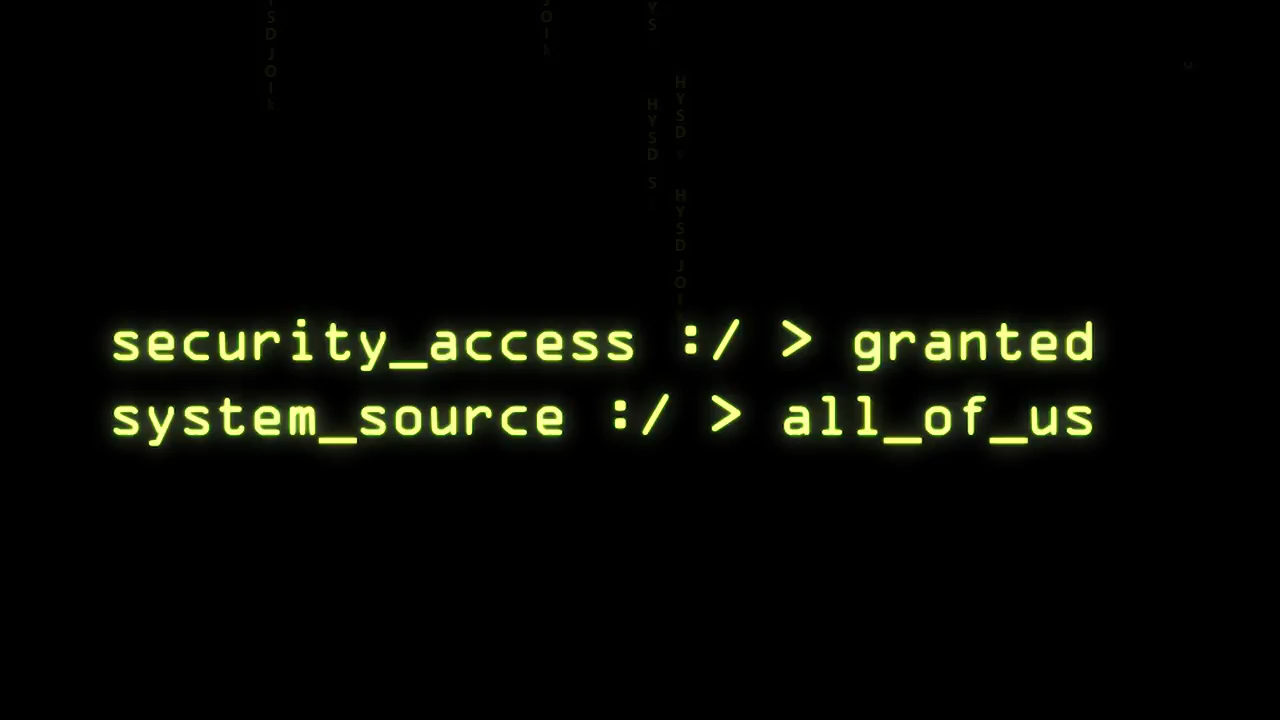 security_access :/ > granted
system_source :/ > all_of_us